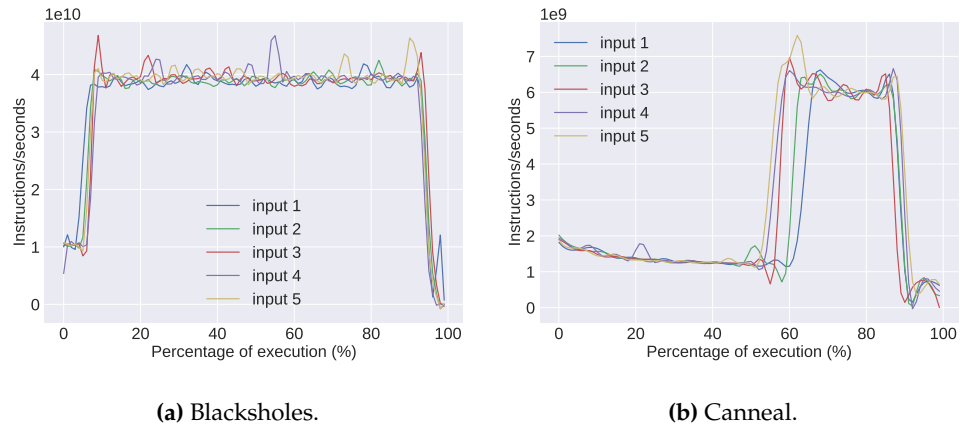 1e10
Instructions/seconds
4
3
2
1
0
input 1
input 2
input 3
input 4
input 5
0 20 40 60 80 100
Percentage of execution (%)
(a) Blacksholes.
1e9
Instructions/seconds
7
6
5
4
3
2
1
0
input 1
input 2
input 3
input 4
input 5
0 20 40 60 80 100
Percentage of execution (%)
(b) Canneal.